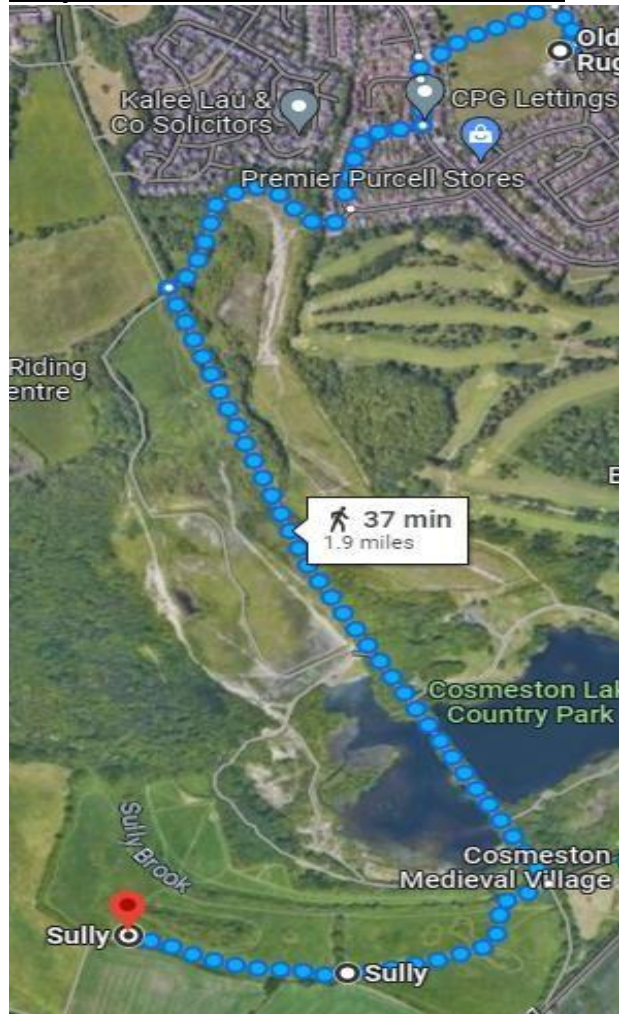 Old
Rug
Kalee Lau &
Co Solicitors
CPG Lettings
Premier Purcell Stores
Riding
entre
37 min
1.9 miles
Cosmeston Lak
Country Park
Sully Brook
Cosmeston
Medieval Village
Sully
Sully